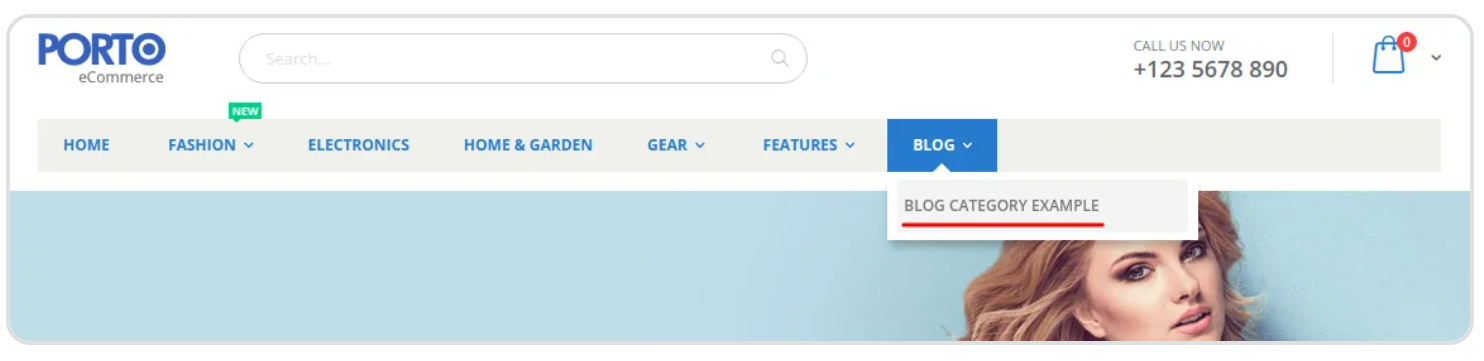 PORTO
eCommerce
Search...
CALL US NOW
+123 5678 890
0
NEW
HOME FASHION ELECTRONICS HOME & GARDEN GEAR FEATURES BLOG
BLOG CATEGORY EXAMPLE